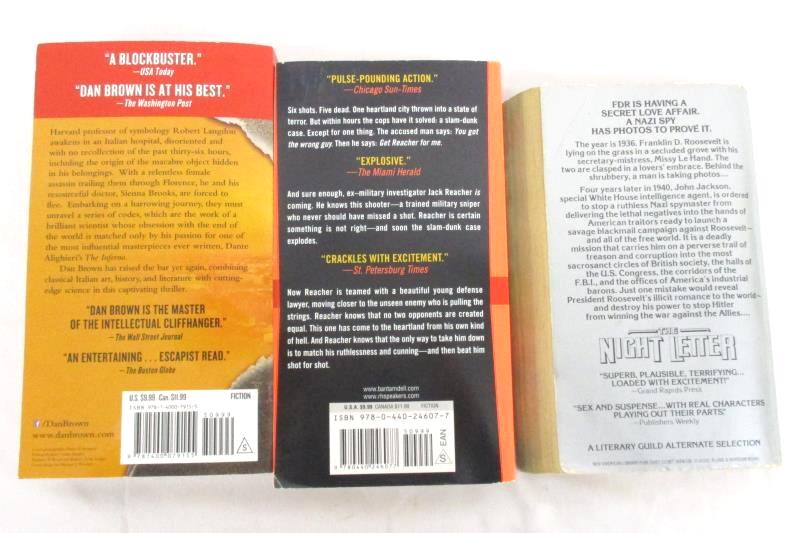 "A BLOCKBUSTER."
—USA Today
"DAN BROWN IS AT HIS BEST."
—The Washington Post
Harvard professor of symbology Robert Langdon
awakens in an Italian hospital, disoriented and
with no recollection of the past thirty-six hours,
including the origin of the macabre object hidden
in his belongings. With a relentless female
assassin trailing them through Florence, he and his
resourceful doctor, Sienna Brooks, are forced to
flee. Embarking on a harrowing journey, they must
unravel a series of codes, which are the work of a
brilliant scientist whose obsession with the end of
the world is matched only by his passion for one of
the most influential masterpieces ever written, Dante
Alighieri's The Inferno.
Dan Brown has raised the bar yet again, combining
classical Italian art, history, and literature with cutting-
edge science in this captivating thriller.
"DAN BROWN IS THE MASTER
OF THE INTELLECTUAL CLIFFHANGER."
—The Wall Street Journal
"AN ENTERTAINING . . . ESCAPIST READ."
—The Boston Globe
U.S. $9.99 Can. $11.99 FICTION
ISBN 978-1-4000-7915-5
50999
9781400079155
S
f/DanBrown
www.danbrown.com
"PULSE-POUNDING ACTION."
—Chicago Sun-Times
Six shots. Five dead. One heartland city thrown into a state of
terror. But within hours the cops have it solved: a slam-dunk
case. Except for one thing. The accused man says: You got
the wrong guy. Then he says: Get Reacher for me.
"EXPLOSIVE."
—The Miami Herald
And sure enough, ex–military investigator Jack Reacher is
coming. He knows this shooter—a trained military sniper
who never should have missed a shot. Reacher is certain
something is not right—and soon the slam-dunk case
explodes.
"CRACKLES WITH EXCITEMENT."
—St. Petersburg Times
Now Reacher is teamed with a beautiful young defense
lawyer, moving closer to the unseen enemy who is pulling the
strings. Reacher knows that no two opponents are created
equal. This one has come to the heartland from his own kind
of hell. And Reacher knows that the only way to take him down
is to match his ruthlessness and cunning—and then beat him
shot for shot.
www.bantamdell.com
www.rhspeakers.com
U.S.A. $9.99 CANADA $11.99 FICTION
ISBN 978-0-440-24607-7
50999
9780440246077
S
EAN
FDR IS HAVING A
SECRET LOVE AFFAIR.
A NAZI SPY
HAS PHOTOS TO PROVE IT.
The year is 1936. Franklin D. Roosevelt is
lying on the grass in a secluded grove with his
secretary-mistress, Missy Le Hand. The
two are clasped in a lovers' embrace. Behind the
shrubbery, a man is taking photos...
Four years later in 1940, John Jackson,
special White House intelligence agent, is ordered
to stop a ruthless Nazi spymaster from
delivering the lethal negatives into the hands of
American traitors ready to launch a
savage blackmail campaign against Roosevelt—
and all of the free world. It is a deadly
mission that carries him on a perverse trail of
treason and corruption into the most
sacrosanct circles of British society, the halls of
the U.S. Congress, the corridors of the
F.B.I., and the offices of America's industrial
barons. Just one mistake would reveal
President Roosevelt's illicit romance to the world—
and destroy his power to stop Hitler
from winning the war against the Allies....
THE
NIGHT LETTER
"SUPERB, PLAUSIBLE, TERRIFYING...
LOADED WITH EXCITEMENT!"
—Grand Rapids Press
"SEX AND SUSPENSE...WITH REAL CHARACTERS
PLAYING OUT THEIR PARTS"
—Publishers Weekly
A LITERARY GUILD ALTERNATE SELECTION